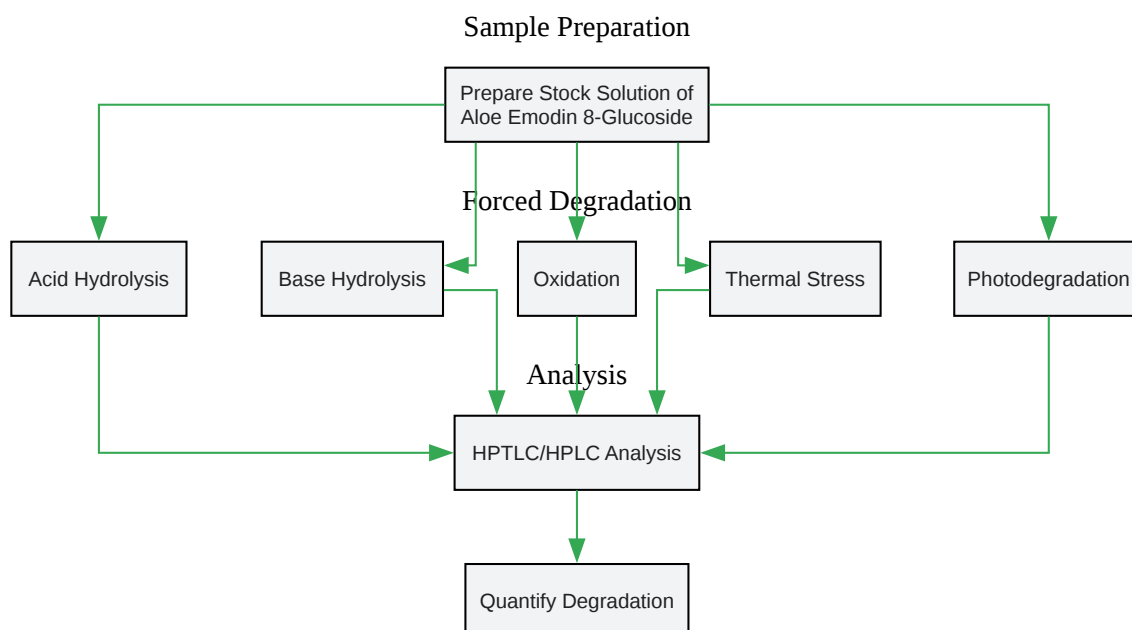 Sample Preparation
Prepare Stock Solution of
Aloe Emodin 8-Glucoside
Forced Degradation
Acid Hydrolysis
Base Hydrolysis
Oxidation
Thermal Stress
Photodegradation
Analysis
HPTLC/HPLC Analysis
Quantify Degradation